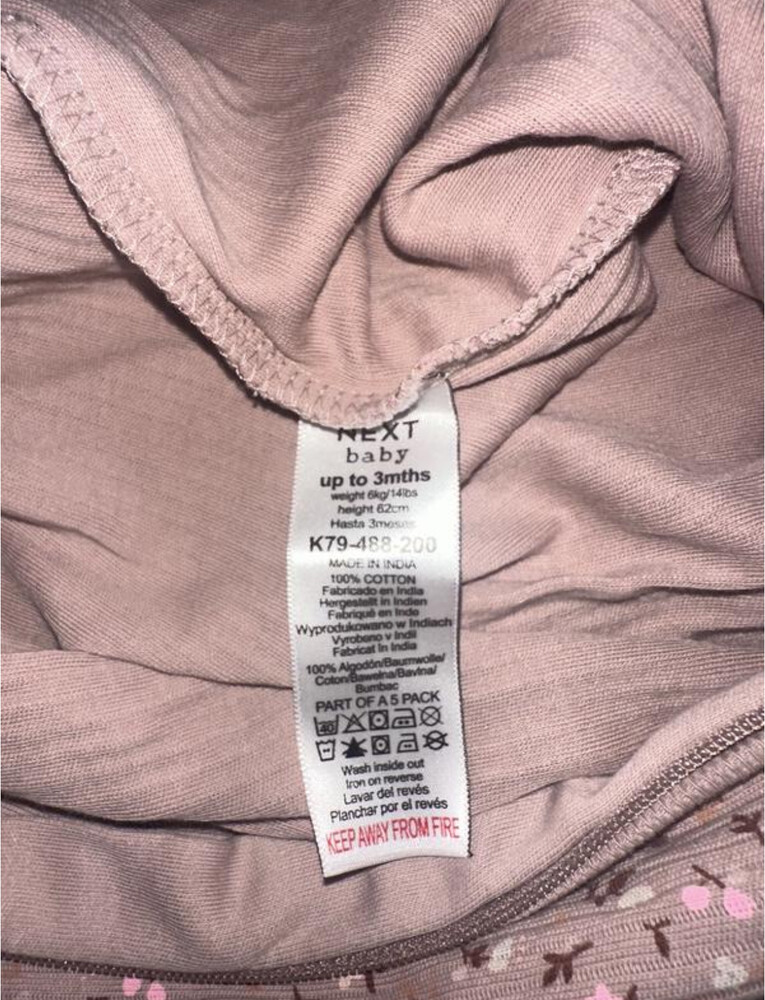 NEXT
baby
up to 3mths
weight 6kg/14lbs
height 62cm
Hasta 3meses
K79-488-200
MADE IN INDIA
100% COTTON
Fabricado en India
Hergestellt in Indien
Fabriqué en Inde
Wyprodukowano w Indiach
Vyrobeno v Indii
Fabricat în India
100% Algodón/Baumwolle/
Coton/Bawełna/Bavlna/
Bumbac
PART OF A 5 PACK
40
Wash inside out
Iron on reverse
Lavar del revés
Planchar por el revés
KEEP AWAY FROM FIRE